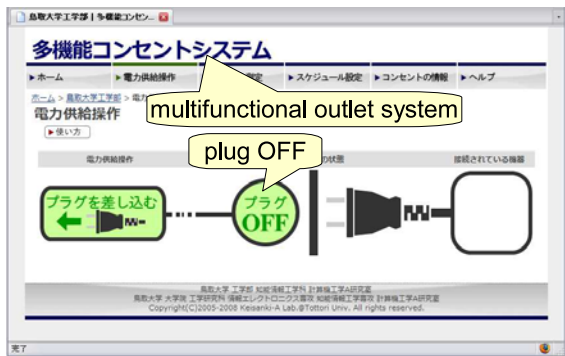 鳥取大学工学部 | 多機能コンセン...
多機能コンセントシステム
▶ホーム ▶電力供給操作 設定 ▶スケジュール設定 ▶コンセントの情報 ▶ヘルプ
ホーム > 鳥取大学工学部 > 電力
multifunctional outlet system
電力供給操作
▶使い方
plug OFF
電力供給操作 の状態 接続されている機器
プラグを差し込む
プラグ
OFF
鳥取大学 工学部 知能情報工学科 計算機工学A研究室
鳥取大学 大学院 工学研究科 情報エレクトロニクス専攻 知能情報工学専攻 計算機工学A研究室
Copyright(C)2005-2008 Keisanki-A Lab.@Tottori Univ. All rights reserved.
完了